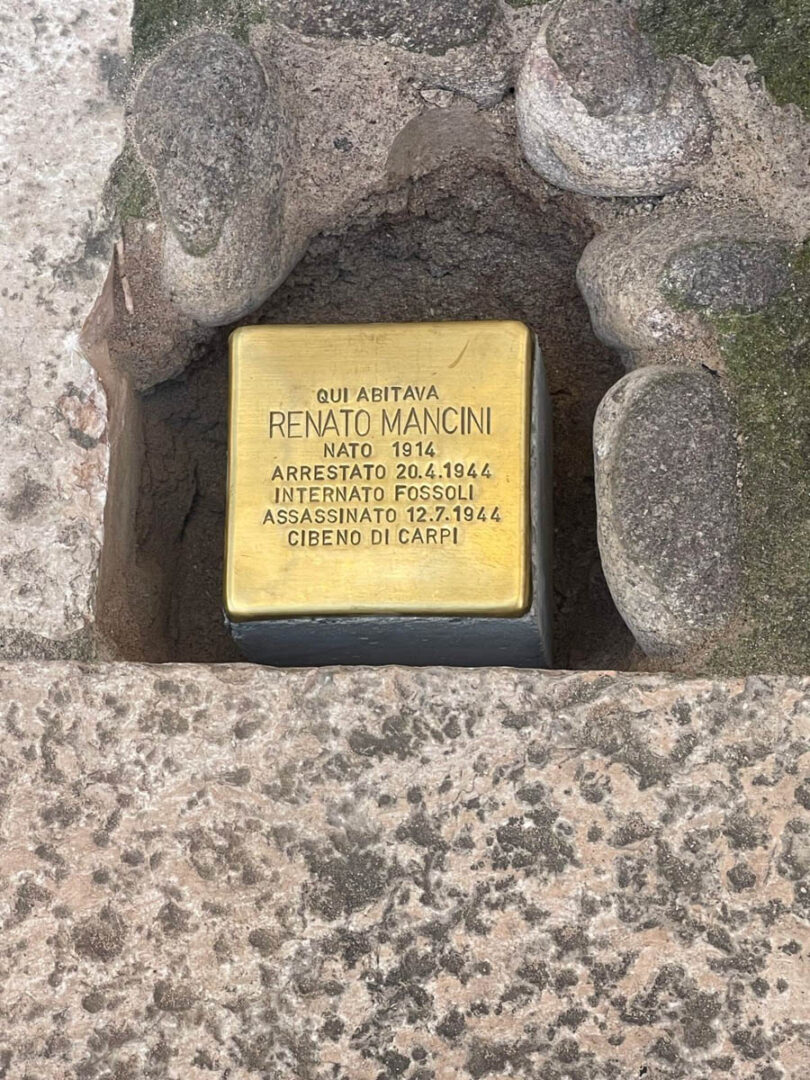 QUI ABITAVA
RENATO MANCINI
NATO 1914
ARRESTATO 20.4.1944
INTERNATO FOSSOLI
ASSASSINATO 12.7.1944
CIBENO DI CARPI